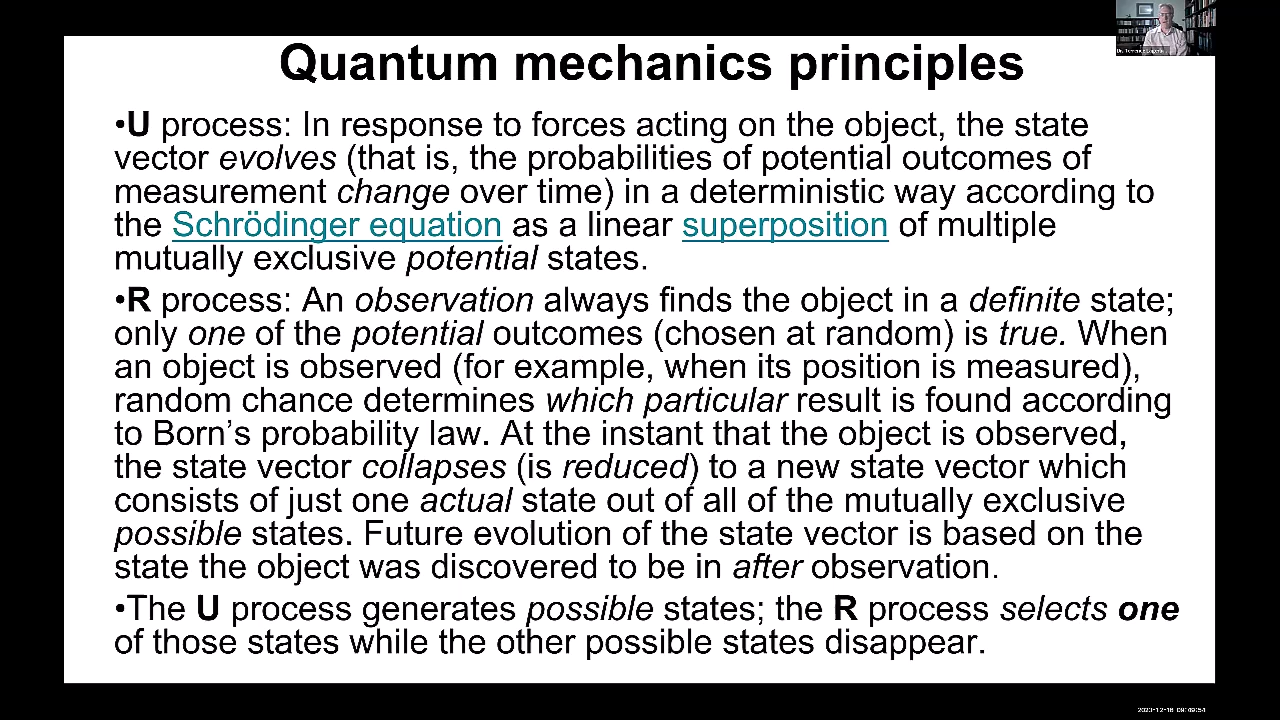 Quantum mechanics principles
•U process: In response to forces acting on the object, the state
vector evolves (that is, the probabilities of potential outcomes of
measurement change over time) in a deterministic way according to
the Schrödinger equation as a linear superposition of multiple
mutually exclusive potential states.
•R process: An observation always finds the object in a definite state;
only one of the potential outcomes (chosen at random) is true. When
an object is observed (for example, when its position is measured),
random chance determines which particular result is found according
to Born’s probability law. At the instant that the object is observed,
the state vector collapses (is reduced) to a new state vector which
consists of just one actual state out of all of the mutually exclusive
possible states. Future evolution of the state vector is based on the
state the object was discovered to be in after observation.
•The U process generates possible states; the R process selects one
of those states while the other possible states disappear.
Dr. Terence
2023-12-16 09:49:54